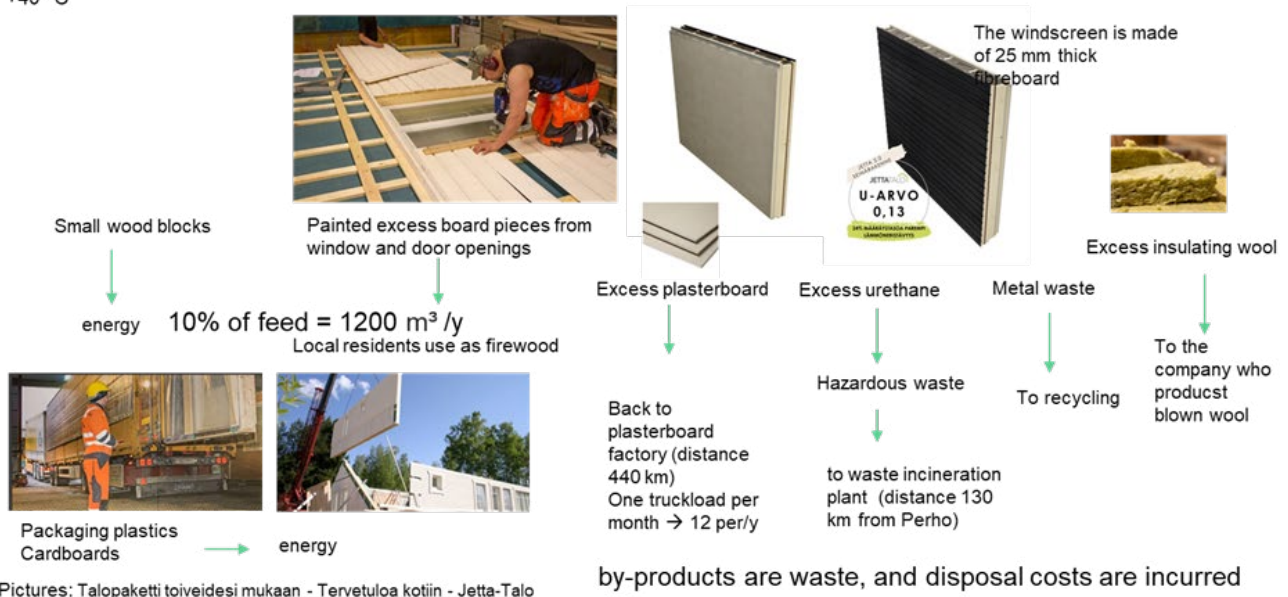 The windscreen is made
of 25 mm thick
fibreboard
JETTATALO
U-ARVO
0,13
Small wood blocks
Painted excess board pieces from
window and door openings
Excess insulating wool
Excess plasterboard
Excess urethane
Metal waste
energy
10% of feed = 1200 m³ /y
Local residents use as firewood
Hazardous waste
To recycling
To the
company who
producst
blown wool
Back to
plasterboard
factory (distance
440 km)
One truckload per
month → 12 per/y
to waste incineration
plant (distance 130
km from Perho)
Packaging plastics
Cardboards
energy
by-products are waste, and disposal costs are incurred
Pictures: Talopaketti toiveidesi mukaan - Tervetuloa kotiin - Jetta-Talo